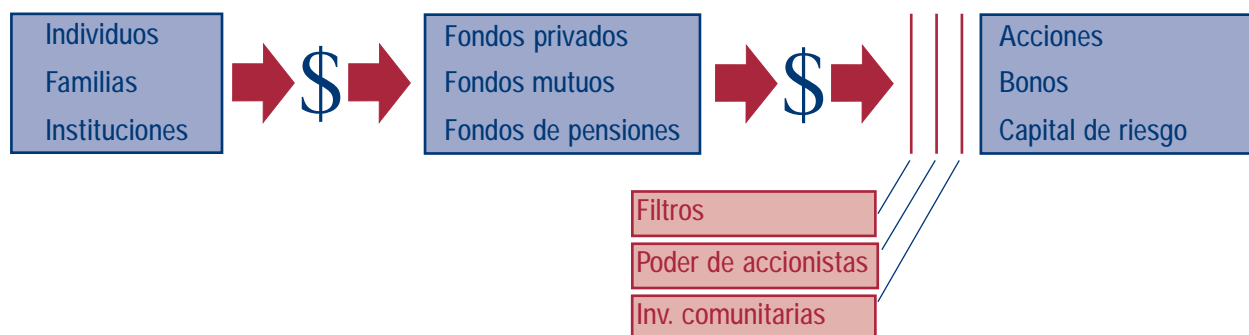 Individuos
Familias
Instituciones
$
Fondos privados
Fondos mutuos
Fondos de pensiones
$
Acciones
Bonos
Capital de riesgo
Filtros
Poder de accionistas
Inv. comunitarias